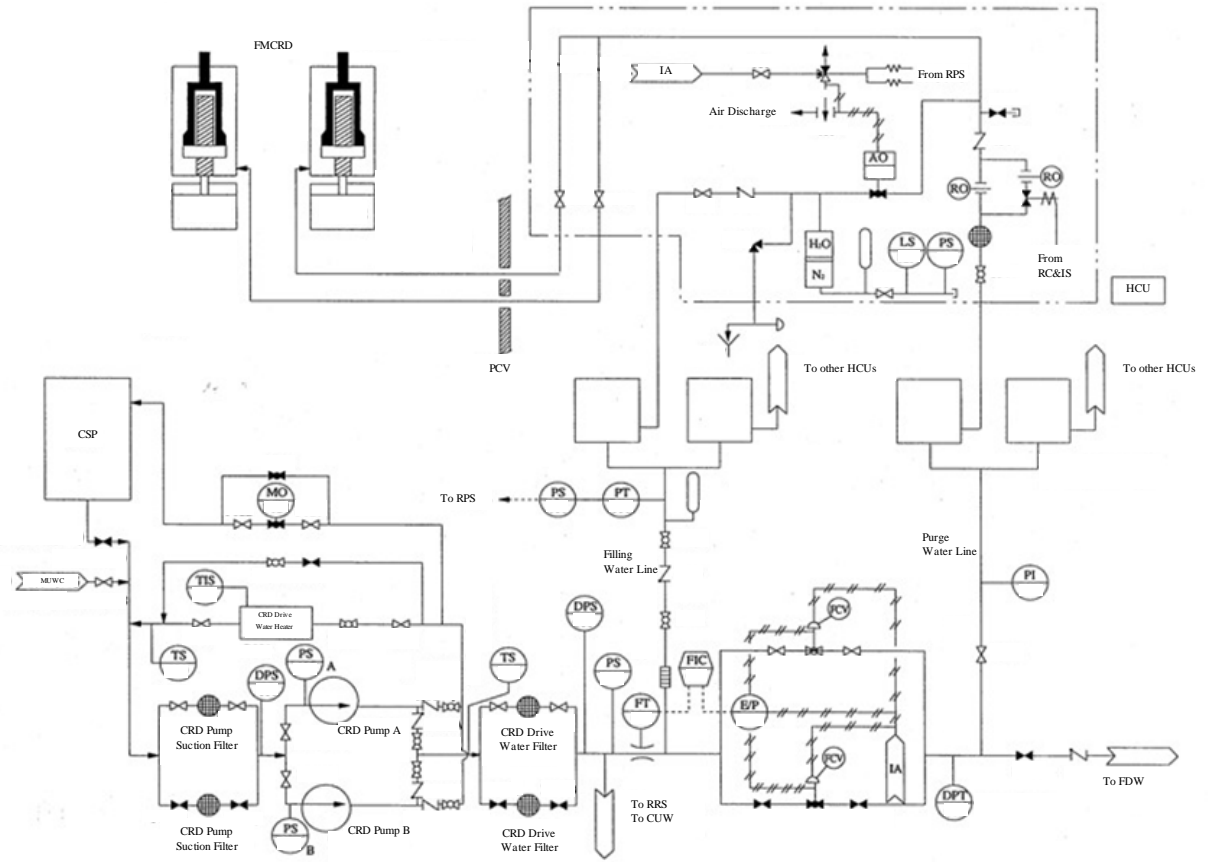 FMCRD
IA
From RPS
Air Discharge
AO
RO
RO
H₂O
N₂
LS
PS
From
RC&IS
HCU
PCV
To other HCUs
To other HCUs
CSP
MO
To RPS
PS
PT
Filling
Water Line
Purge
Water Line
MUWC
TIS
CRD Drive
Water Heater
PI
FCV
DPS
TS
PS
A
DPS
TS
PS
FIC
FT
E/P
CRD Pump
Suction Filter
CRD Pump A
CRD Drive
Water Filter
FCV
IA
To FDW
DPT
CRD Pump B
PS
B
CRD Pump
Suction Filter
CRD Drive
Water Filter
To RRS
To CUW